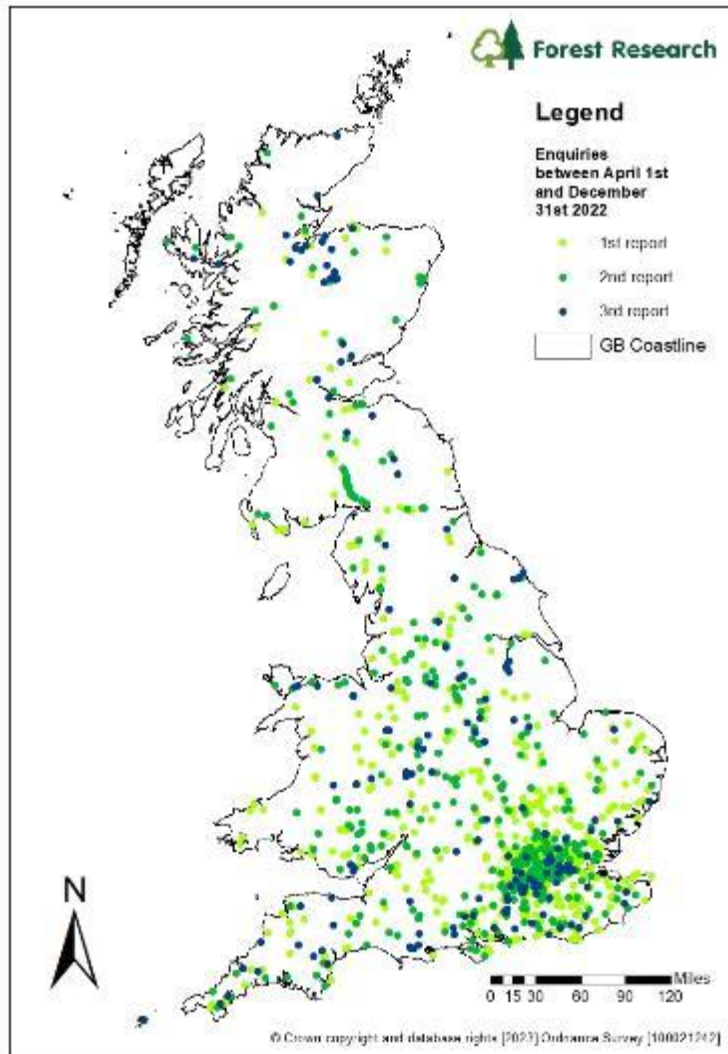 Forest Research
Legend
Enquiries
between April 1st
and December
31st 2022
1st report
2nd report
3rd report
GB Coastline
N
Miles
0 15 30 60 90 120
© Crown copyright and database rights [2023] Ordnance Survey [100021242]